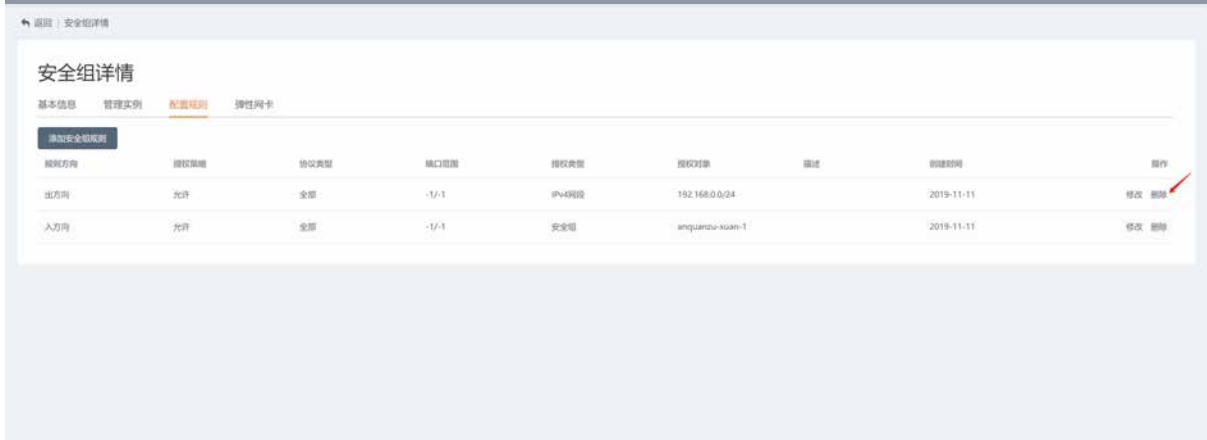 返回 | 安全组详情
安全组详情
基本信息 管理实例 配置规则 弹性网卡
添加安全组规则
规则方向 授权策略 协议类型 端口范围 授权类型 授权对象 描述 创建时间 操作
出方向 允许 全部 -1/-1 IPv4网段 192.168.0.0/24 2019-11-11 修改 删除
入方向 允许 全部 -1/-1 安全组 anquanzu-xuan-1 2019-11-11 修改 删除